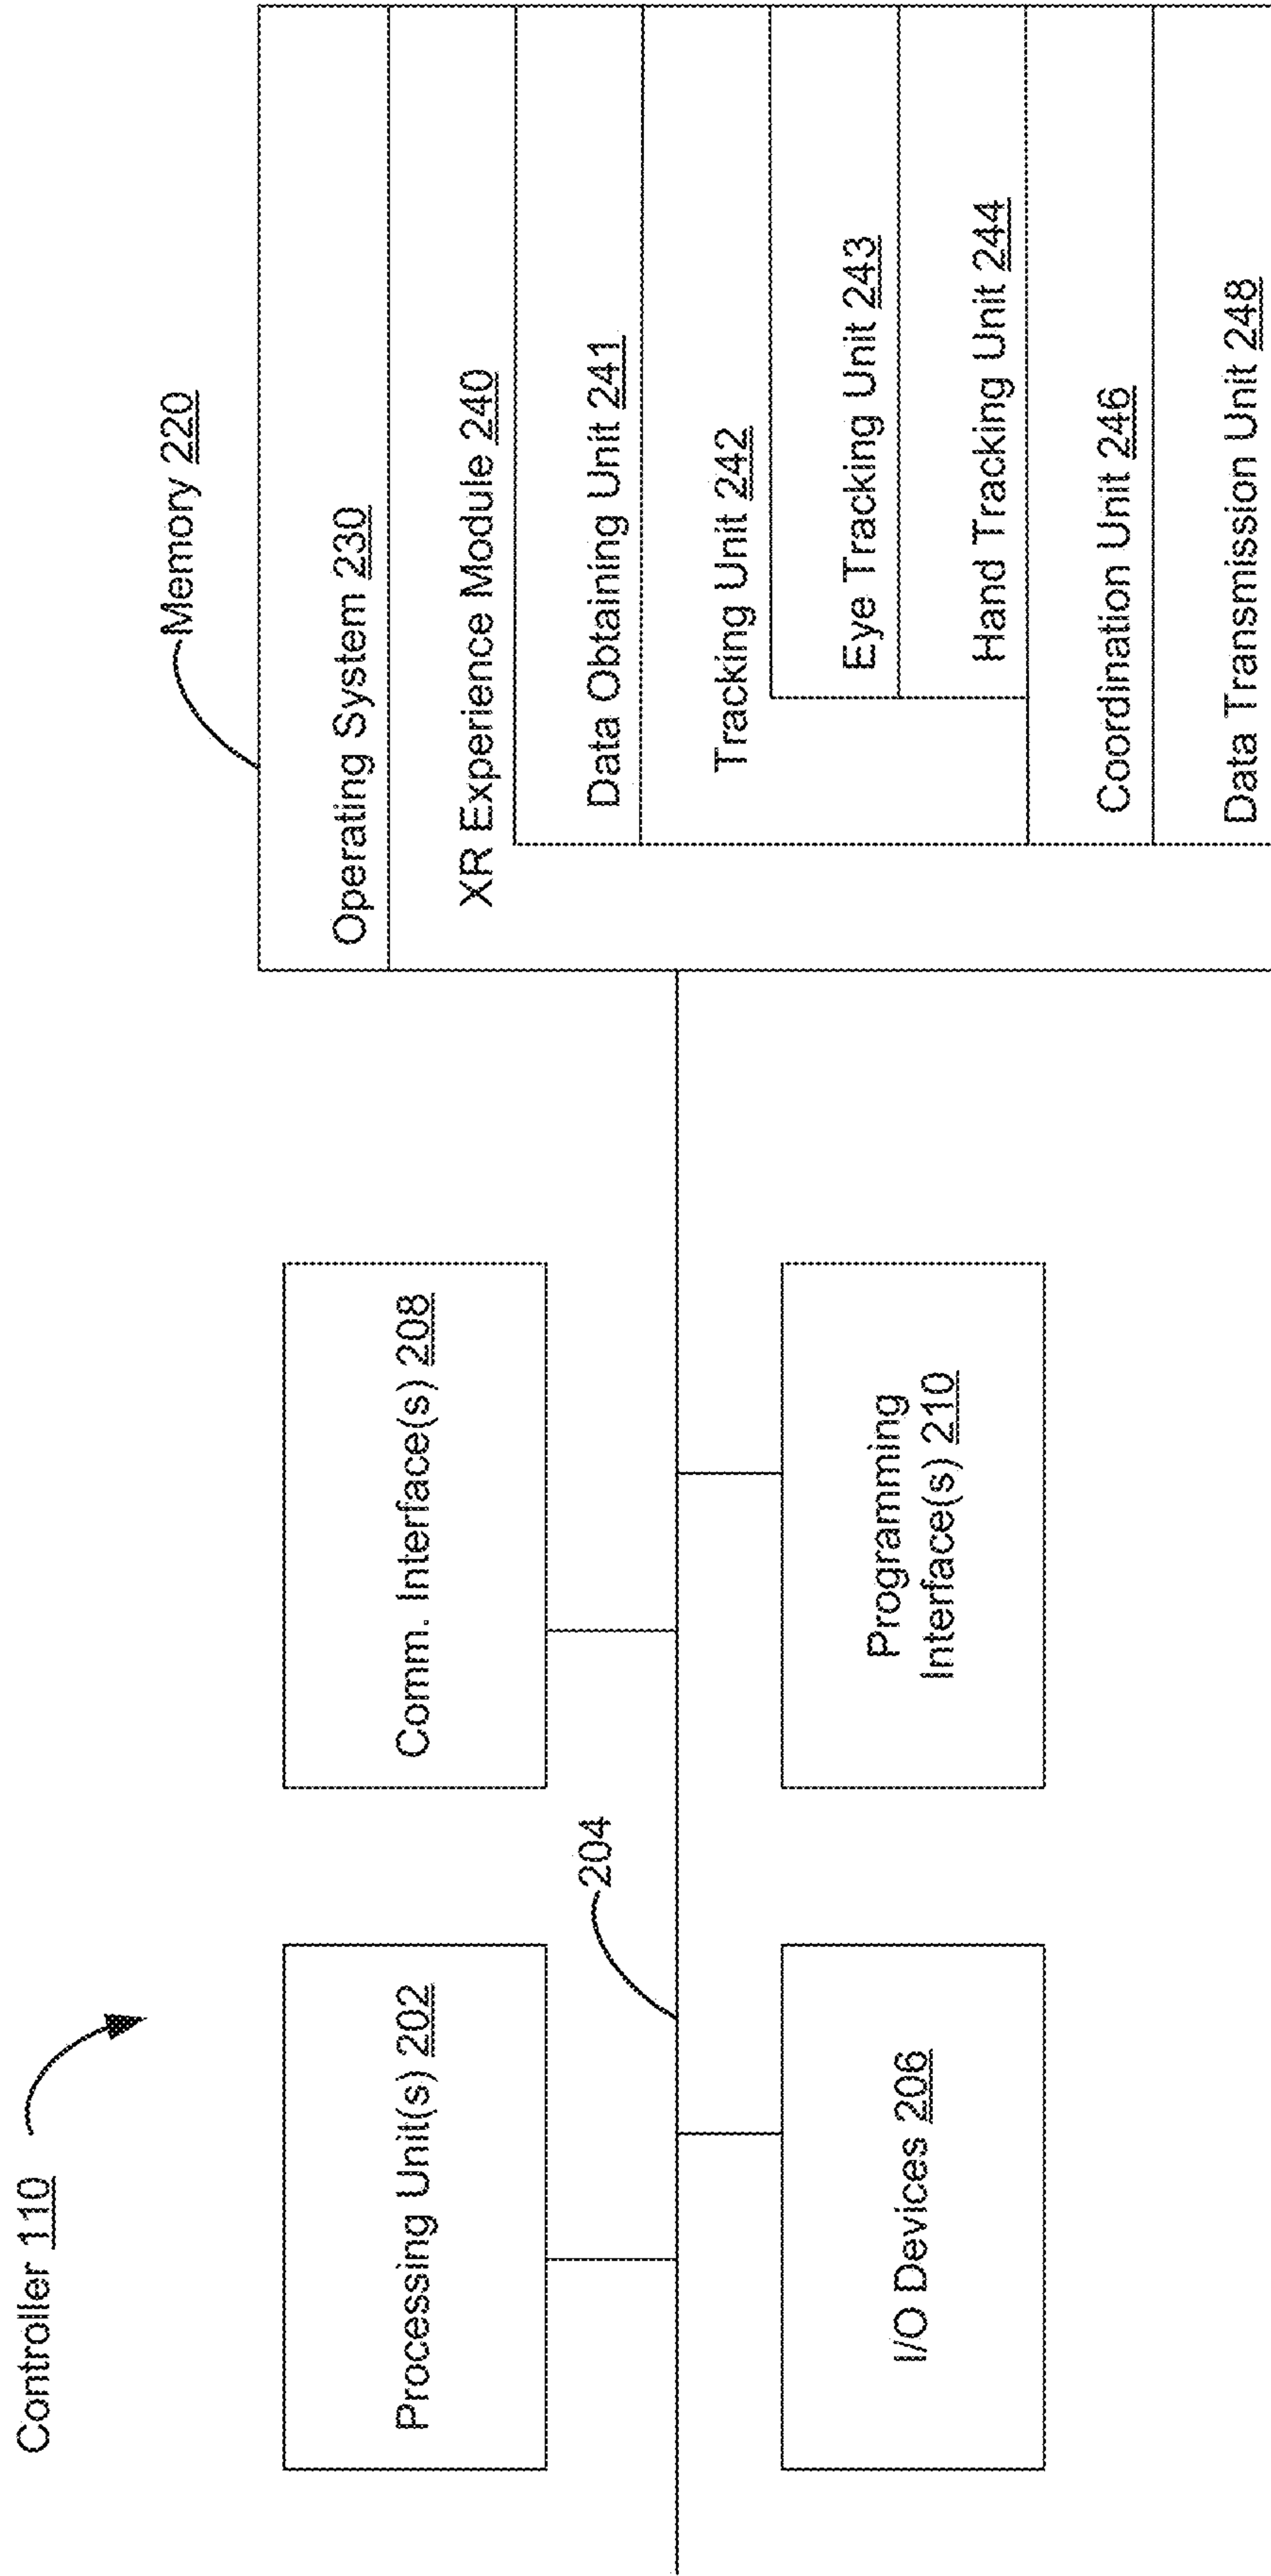 Controller 110
Memory 220
Processing Unit(s) 202
Comm. Interface(s) 208
204
I/O Devices 206
Programming
Interface(s) 210
Operating System 230
XR Experience Module 240
Data Obtaining Unit 241
Tracking Unit 242
Eye Tracking Unit 243
Hand Tracking Unit 244
Coordination Unit 246
Data Transmission Unit 248